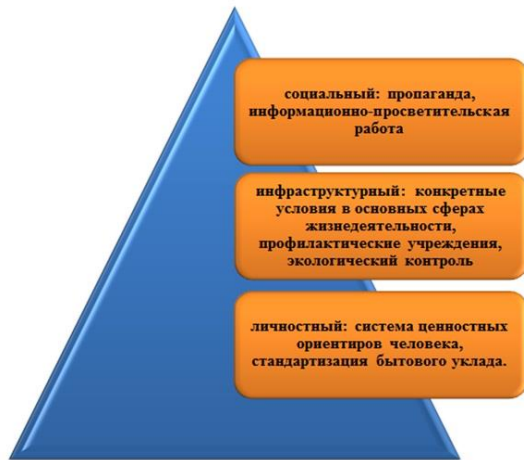 социальный: пропаганда,
информационно-просветительская
работа
инфраструктурный: конкретные
условия в основных сферах
жизнедеятельности,
профилактические учреждения,
экологический контроль
личностный: система ценностных
ориентиров человека,
стандартизация бытового уклада.